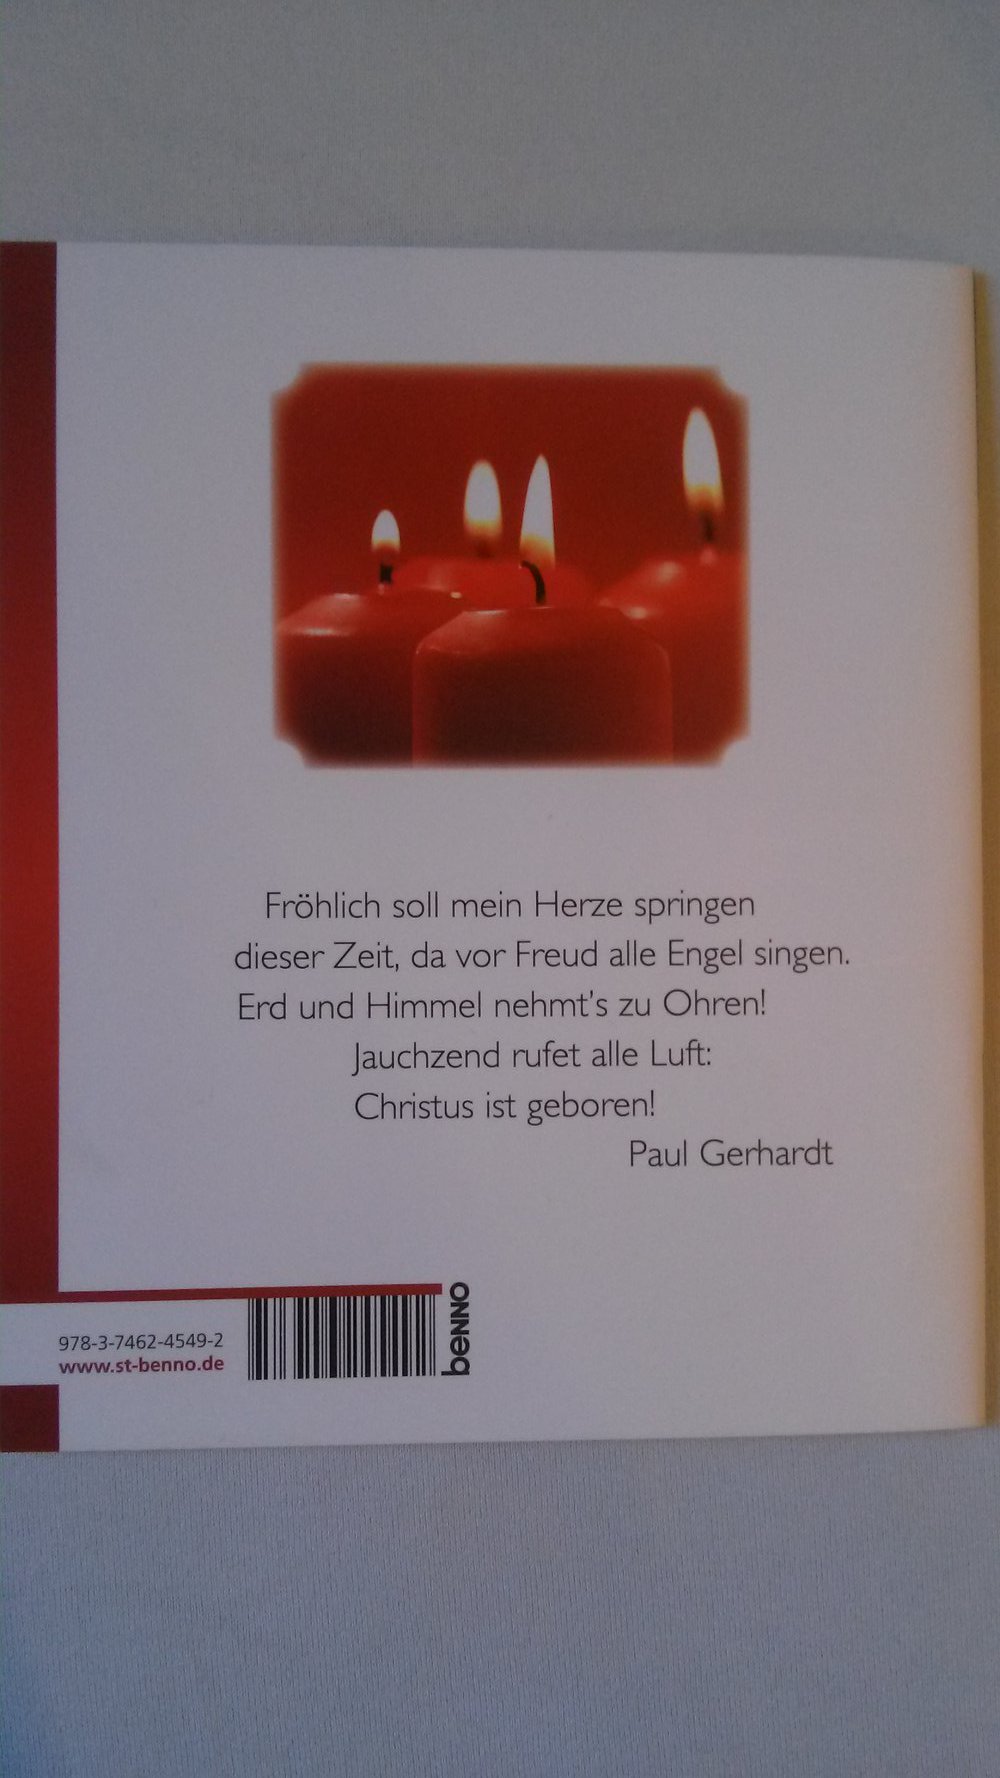 Fröhlich soll mein Herze springen
dieser Zeit, da vor Freud alle Engel singen.
Erd und Himmel nehmt's zu Ohren!
Jauchzend rufet alle Luft:
Christus ist geboren!
Paul Gerhardt
978-3-7462-4549-2
www.st-benno.de
benno